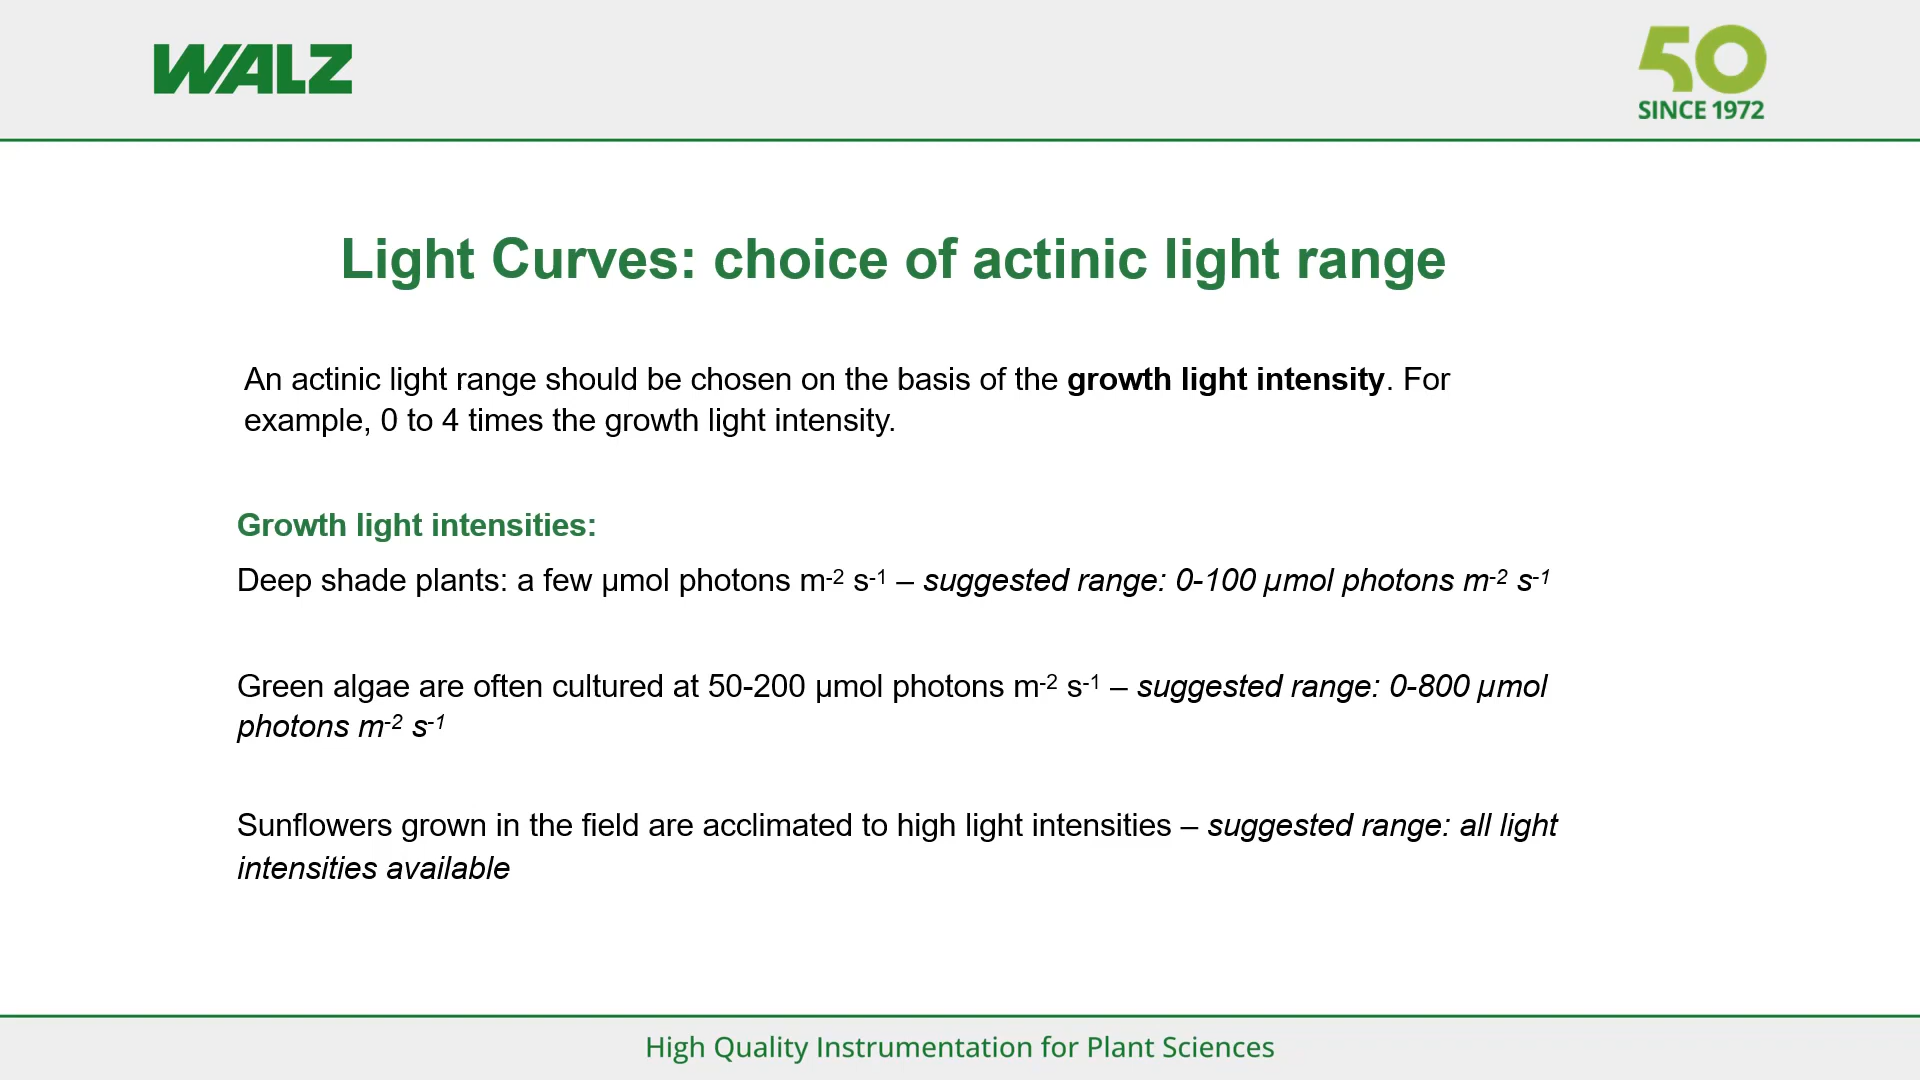 WALZ
50
SINCE 1972
Light Curves: choice of actinic light range
An actinic light range should be chosen on the basis of the growth light intensity. For
example, 0 to 4 times the growth light intensity.
Growth light intensities:
Deep shade plants: a few µmol photons m-2 s-1 – suggested range: 0-100 µmol photons m-2 s-1
Green algae are often cultured at 50-200 µmol photons m-2 s-1 – suggested range: 0-800 µmol
photons m-2 s-1
Sunflowers grown in the field are acclimated to high light intensities – suggested range: all light
intensities available
High Quality Instrumentation for Plant Sciences